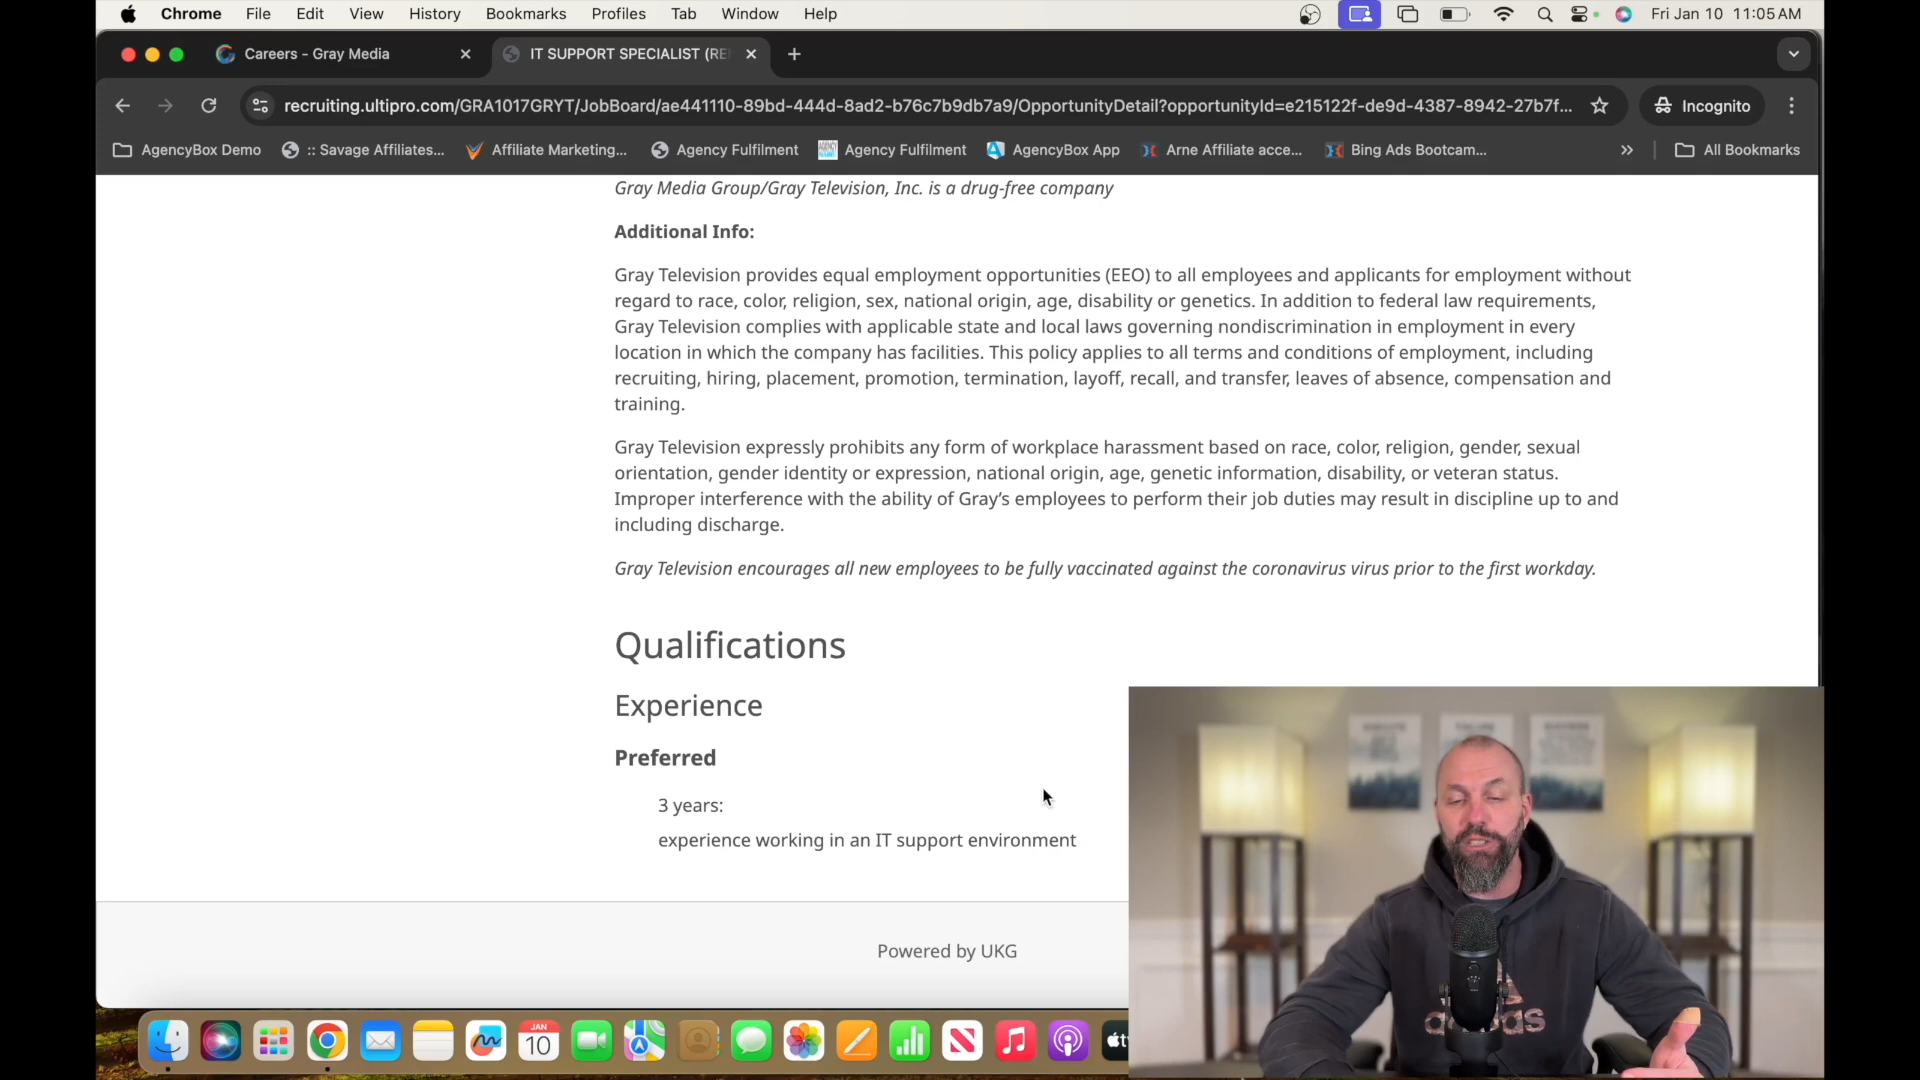 Chrome File Edit View History Bookmarks Profiles Tab Window Help Fri Jan 10 11:05 AM
Careers - Gray Media IT SUPPORT SPECIALIST (RE
recruiting.ultipro.com/GRA1017GRYT/JobBoard/ae441110-89bd-444d-8ad2-b76c7b9db7a9/OpportunityDetail?opportunityId=e215122f-de9d-4387-8942-27b7f... Incognito
AgencyBox Demo :: Savage Affiliates... Affiliate Marketing... Agency Fulfilment Agency Fulfilment AgencyBox App Arne Affiliate acce... Bing Ads Bootcam... All Bookmarks
Gray Media Group/Gray Television, Inc. is a drug-free company
Additional Info:
Gray Television provides equal employment opportunities (EEO) to all employees and applicants for employment without
regard to race, color, religion, sex, national origin, age, disability or genetics. In addition to federal law requirements,
Gray Television complies with applicable state and local laws governing nondiscrimination in employment in every
location in which the company has facilities. This policy applies to all terms and conditions of employment, including
recruiting, hiring, placement, promotion, termination, layoff, recall, and transfer, leaves of absence, compensation and
training.
Gray Television expressly prohibits any form of workplace harassment based on race, color, religion, gender, sexual
orientation, gender identity or expression, national origin, age, genetic information, disability, or veteran status.
Improper interference with the ability of Gray’s employees to perform their job duties may result in discipline up to and
including discharge.
Gray Television encourages all new employees to be fully vaccinated against the coronavirus virus prior to the first workday.
Qualifications
Experience
Preferred
3 years:
experience working in an IT support environment
Powered by UKG
adidas
JAN
10
tv